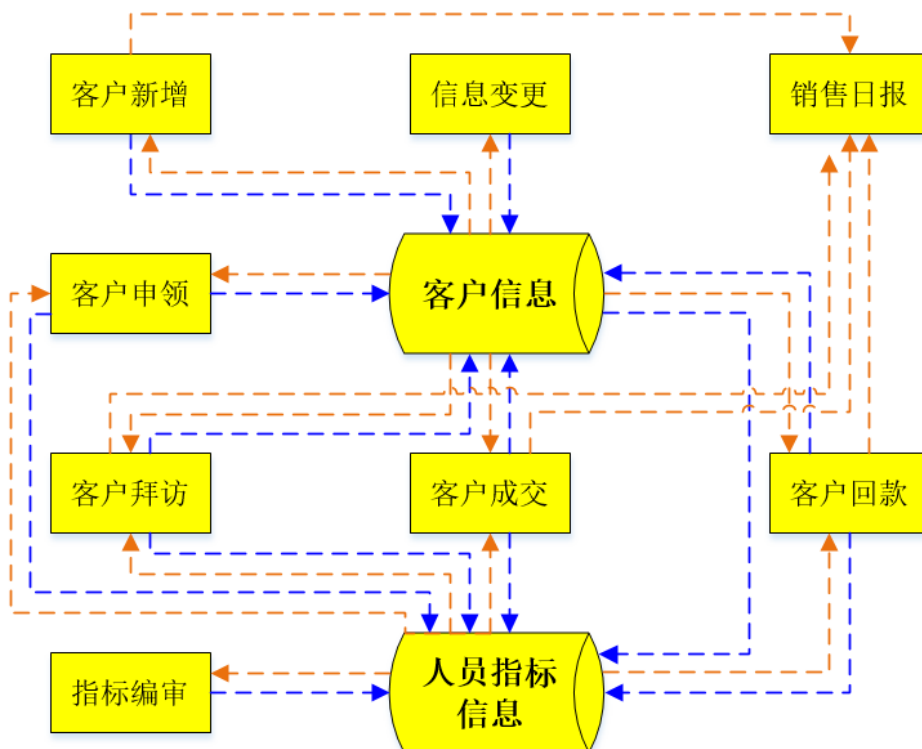 客户新增
信息变更
销售日报
客户申领
客户信息
客户拜访
客户成交
客户回款
指标编审
人员指标
信息